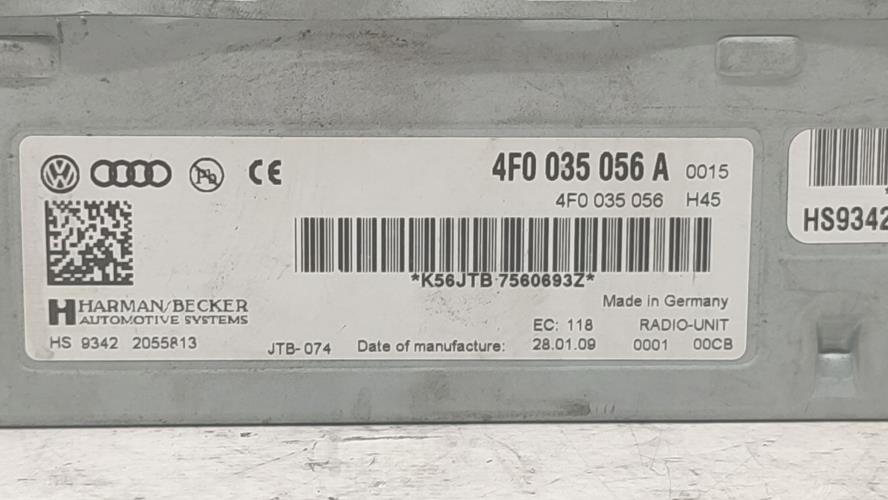 4F0 035 056 A 0015
4F0 035 056 H45
*K56JTB 7560693Z*
HARMAN/BECKER
AUTOMOTIVE SYSTEMS
Made in Germany
EC: 118 RADIO-UNIT
HS 9342 2055813 JTB-074 Date of manufacture: 28.01.09 0001 00CB
Pb
CE
HS9342